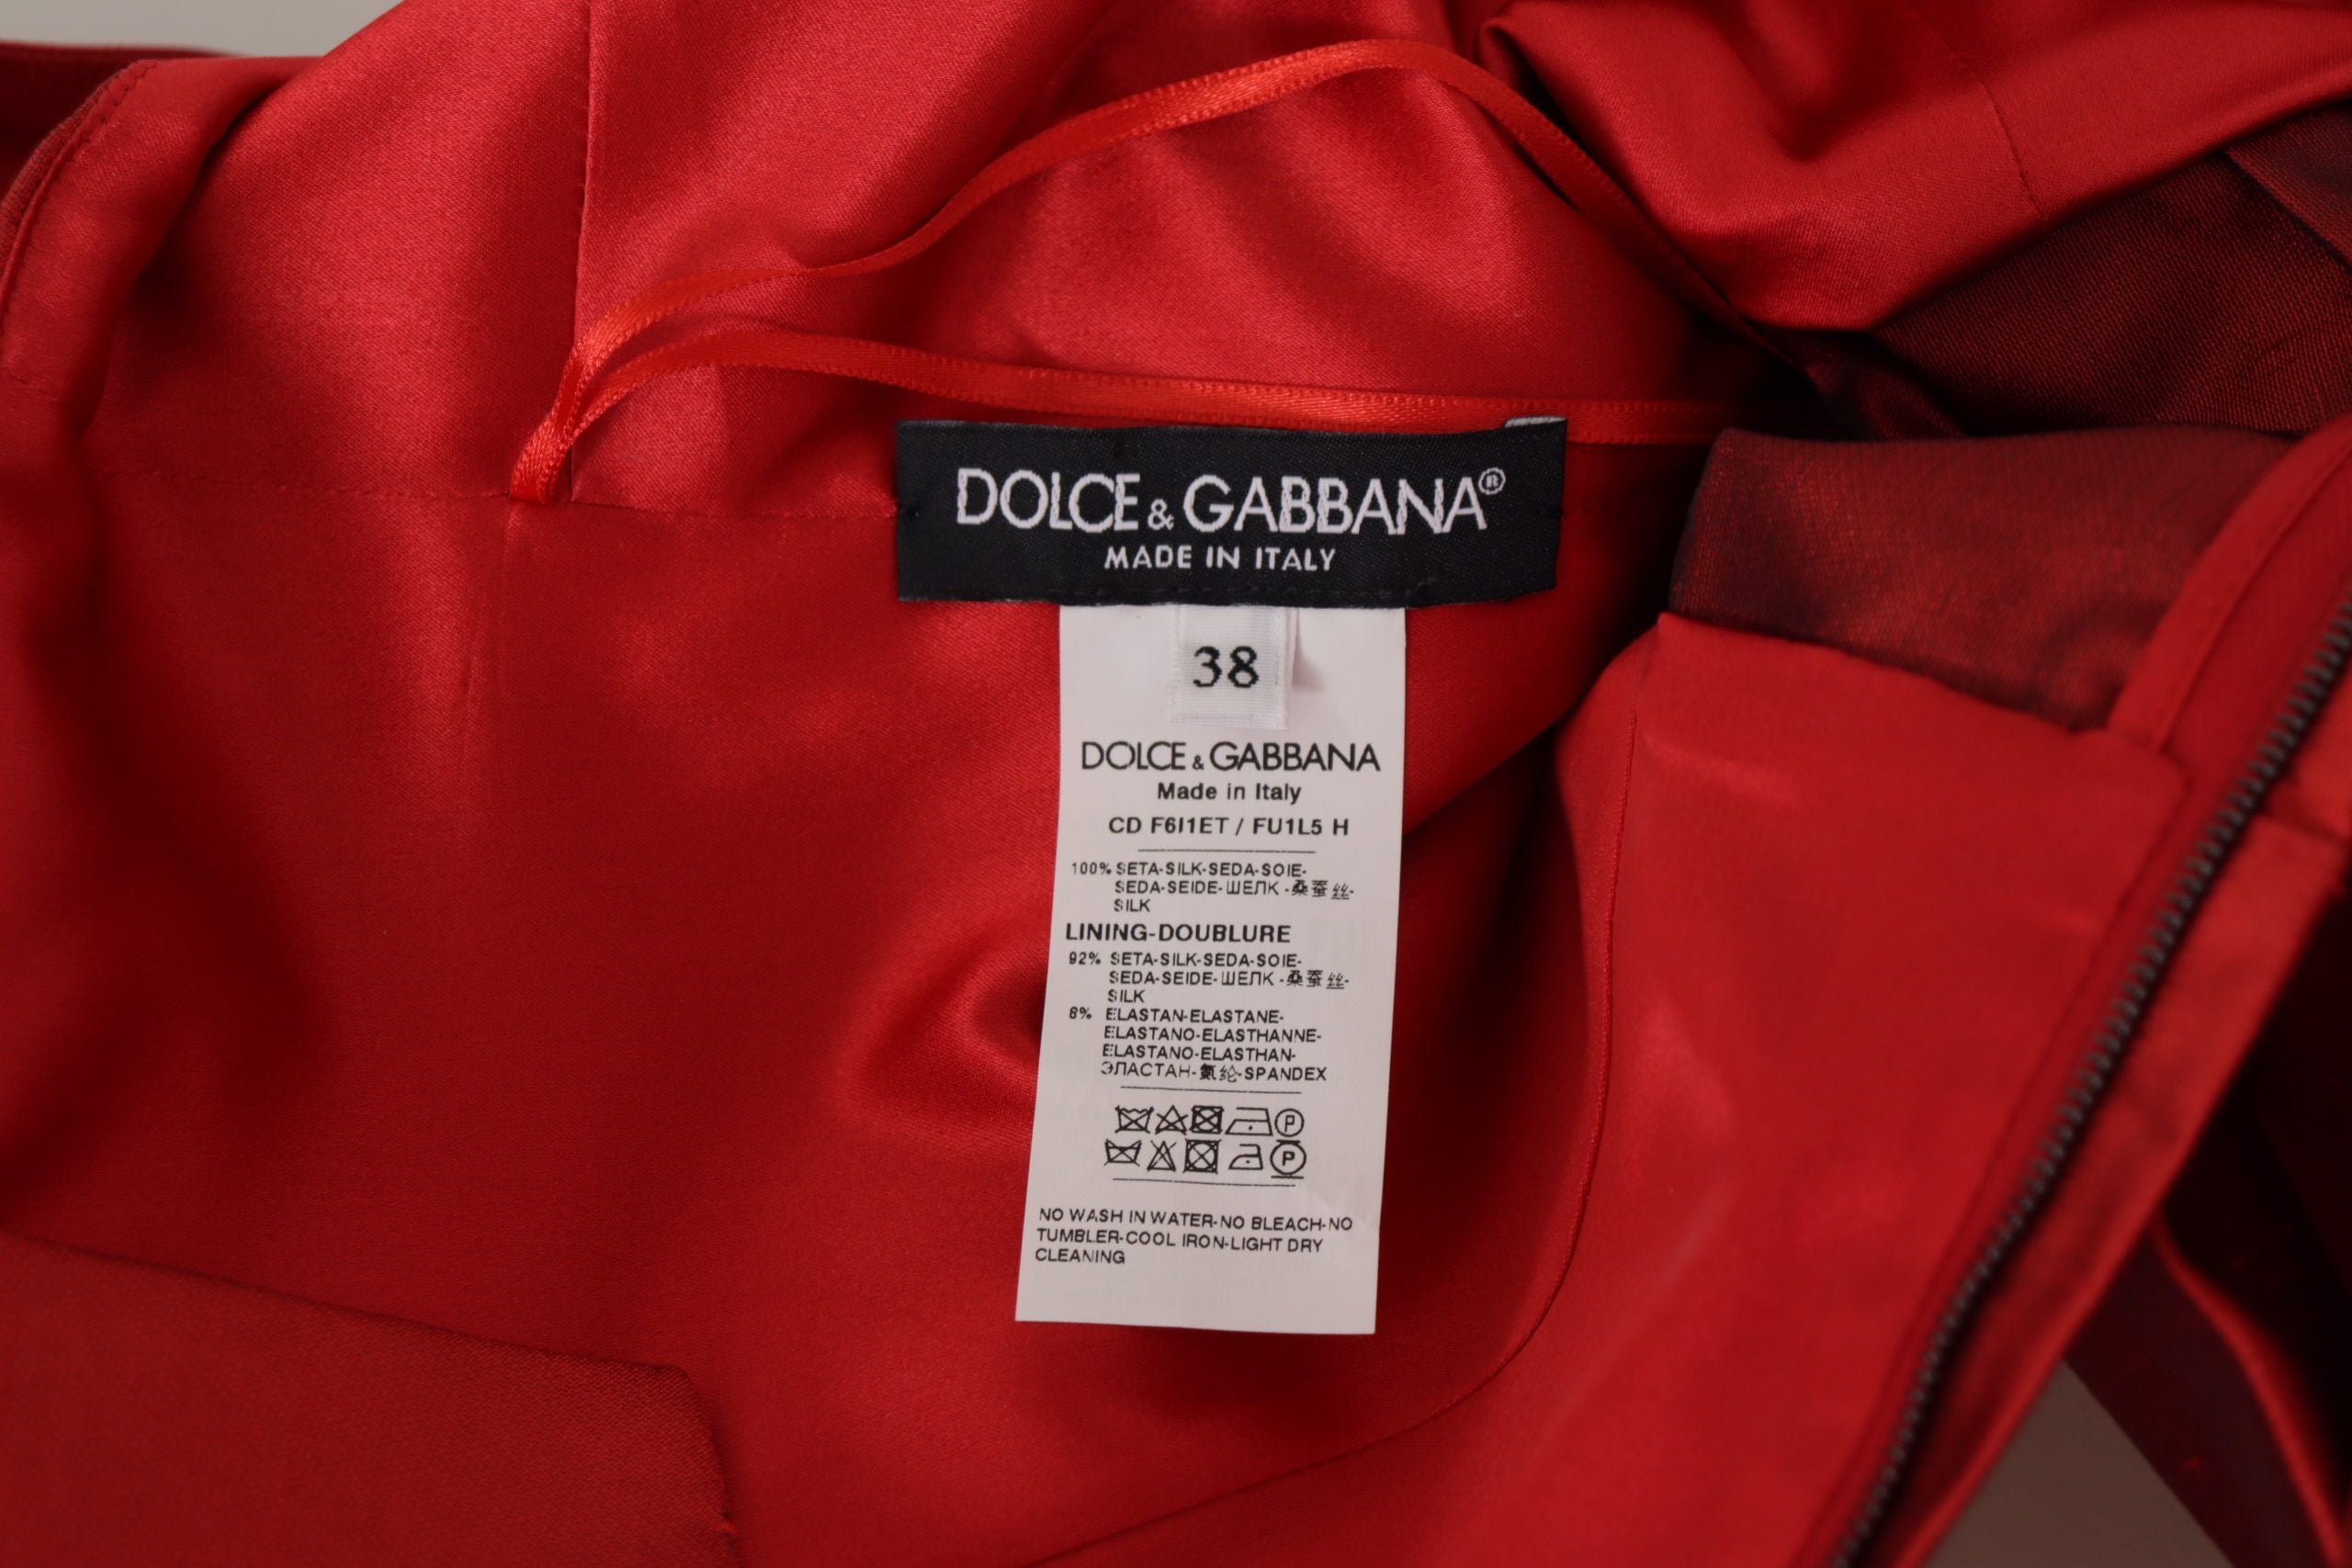 DOLCE & GABBANA®
MADE IN ITALY
38
DOLCE & GABBANA
Made in Italy
CD F6I1ET / FU1L5 H
100% SETA-SILK-SEDA-SOIE-
SEDA-SEIDE-ШЕЛК -桑蚕丝-
SILK
LINING-DOUBLURE
92% SETA-SILK-SEDA-SOIE-
SEDA-SEIDE-ШЕЛК -桑蚕丝-
SILK
8% ELASTAN-ELASTANE-
ELASTANO-ELASTHANNE-
ELASTANO-ELASTHAN-
ЭЛАСТАН-氨纶-SPANDEX
P
P
NO WASH IN WATER-NO BLEACH-NO
TUMBLER-COOL IRON-LIGHT DRY
CLEANING